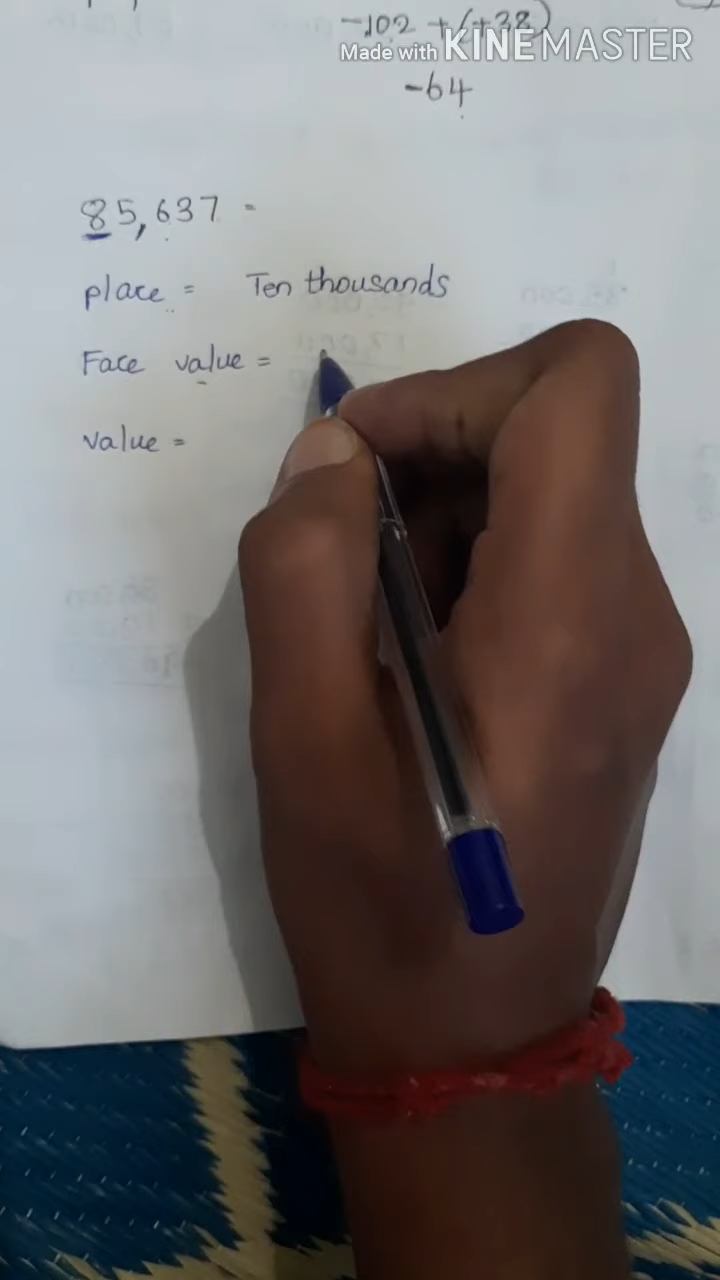 -102 + (+38)
Made with KINEMASTER
-64
85,637 =
place = Ten thousands
Face value =
value =